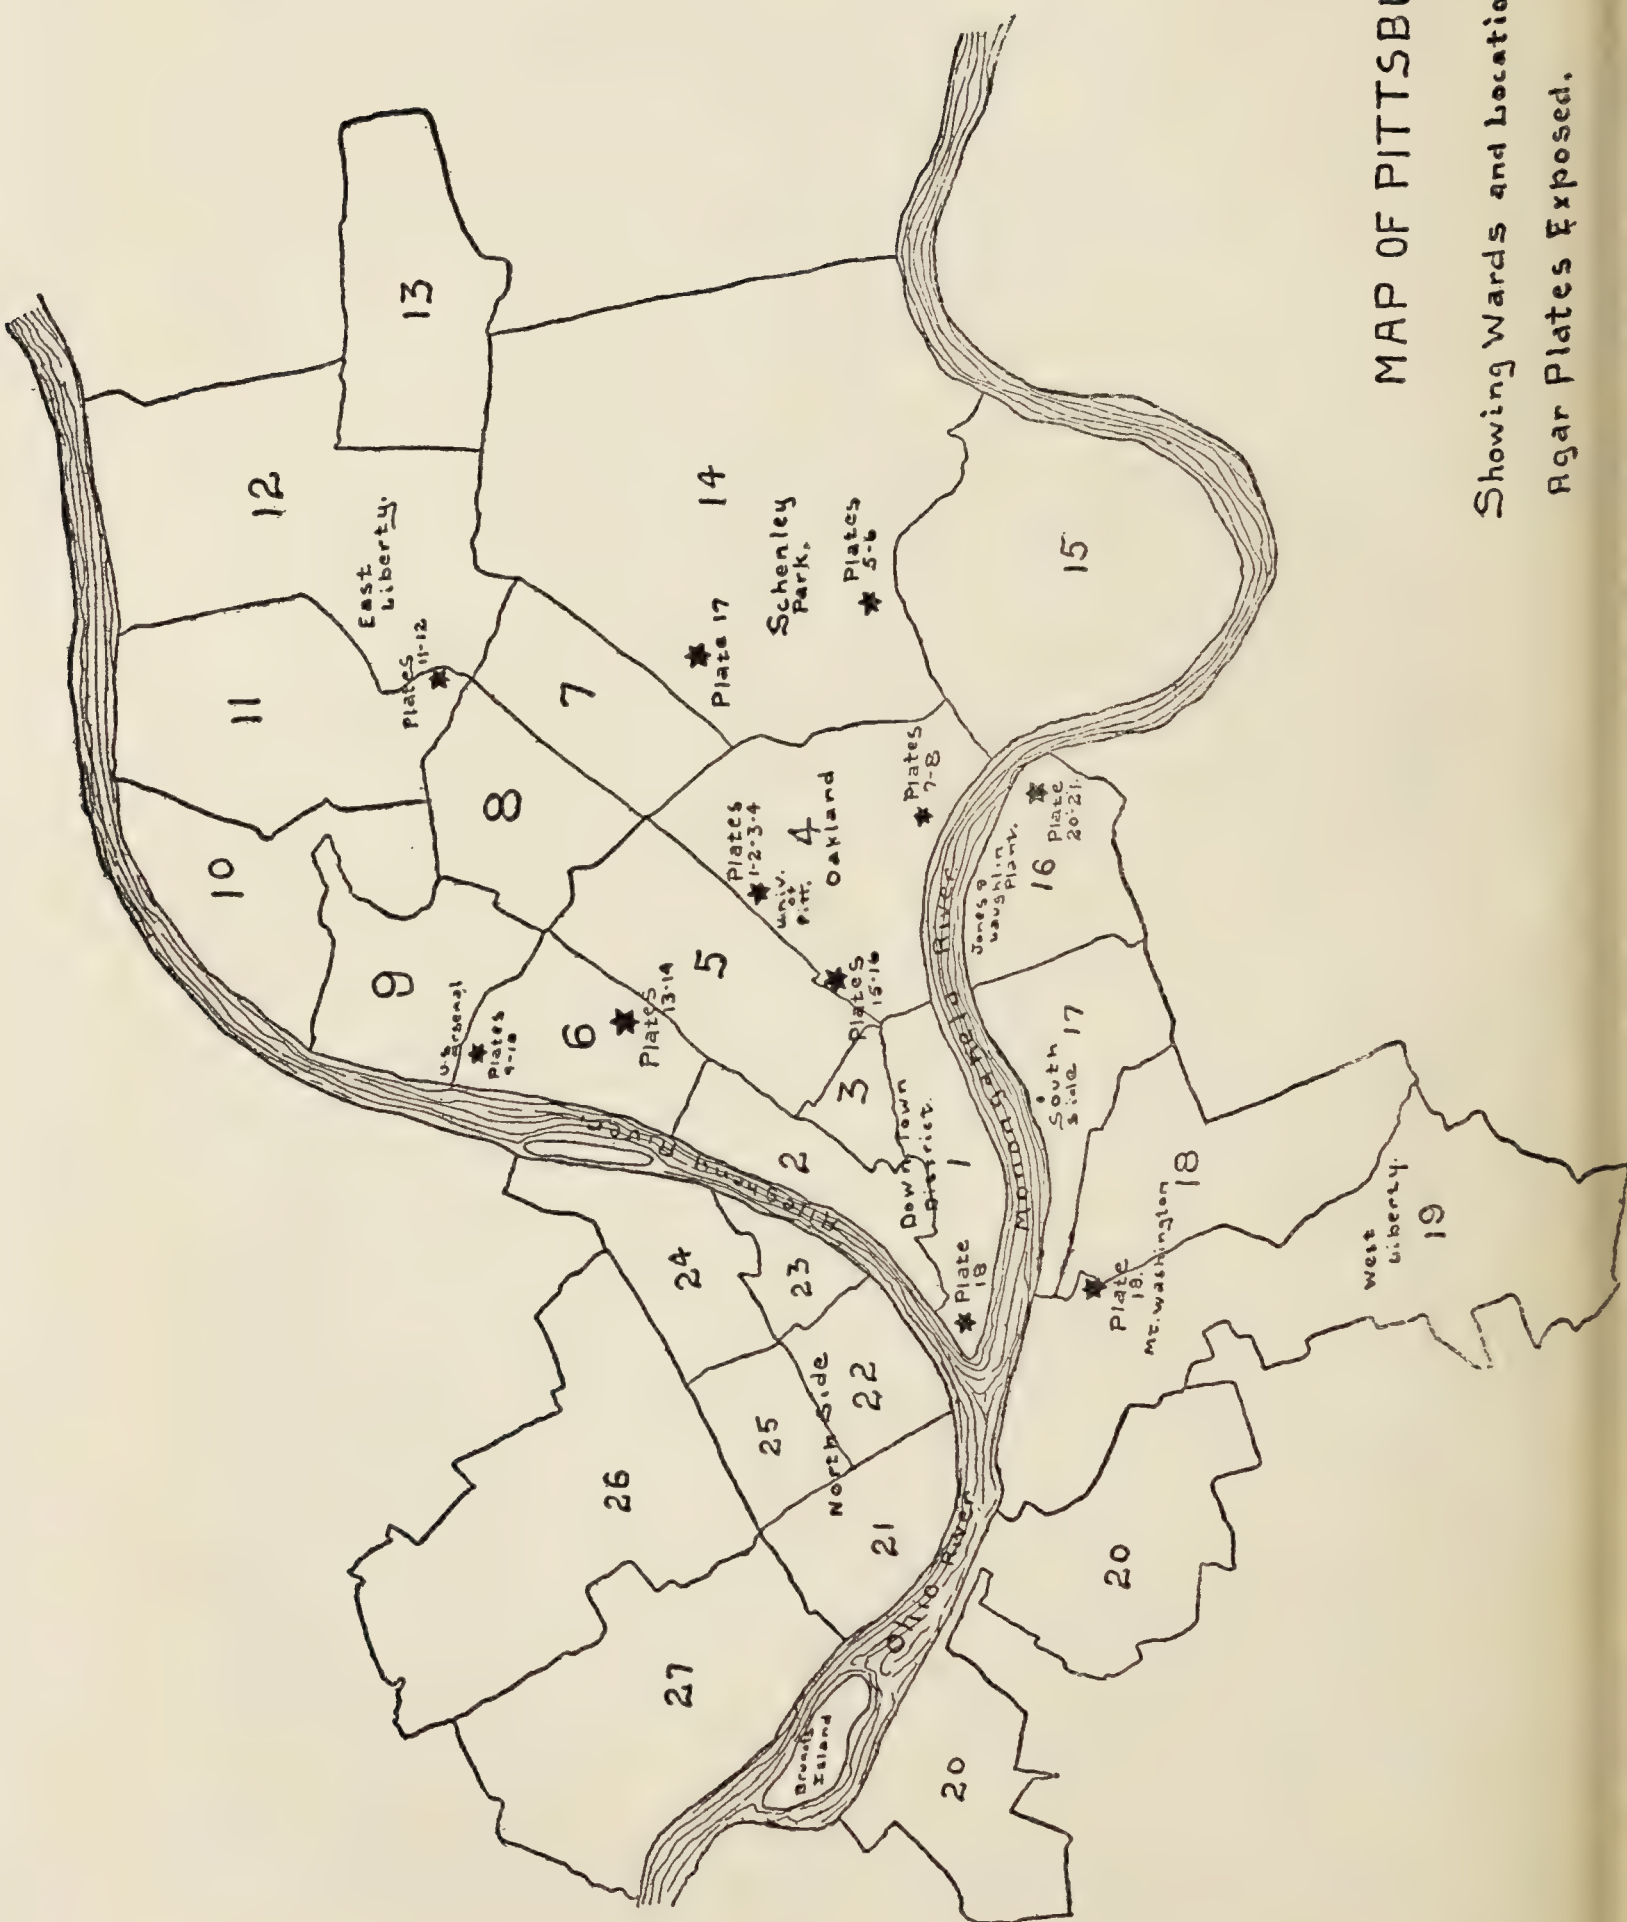 MAP OF PITTSBU
Showing Wards and Locatio
Agar Plates Exposed.
13
12
East
Liberty.
Plates
11-12
11
10
9
8
7
14
Plate 17
Schenley
Park.
Plates
5-6
15
Plates
1-2-3-4
Univ.
of
Pitt.
4
Oakland
Plates
7-8
U.S.
Arsenal
Plates
9-10
6
Plates
13-14
5
Plates
15-16
3
2
Down Town
District.
1
Plate
18
Allegheny River
Monongahela River
Jones &
Laughlin
Plant.
16
Plate
20-21
South
Side
17
18
Plate
18.
Mt. Washington
West
Liberty.
19
24
23
22
25
North Side
21
26
27
Ohio River
Brunots
Island
20
20